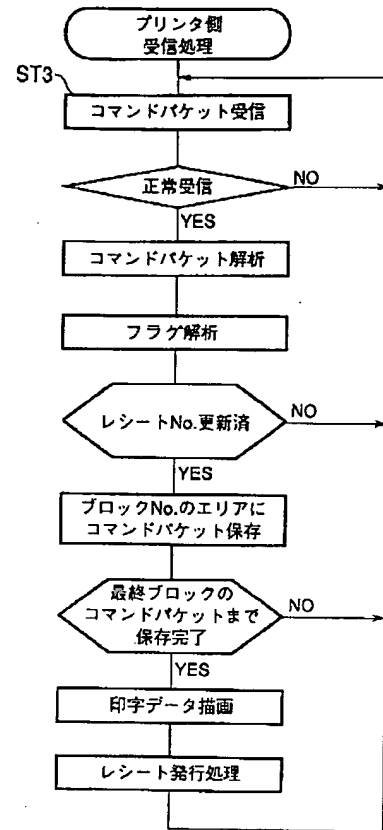 プリンタ側
受信処理
ST3
コマンドパケット受信
正常受信
NO
YES
コマンドパケット解析
フラグ解析
レシートNo.更新済
NO
YES
ブロックNo.のエリアに
コマンドパケット保存
最終ブロックの
コマンドパケットまで
保存完了
NO
YES
印字データ描画
レシート発行処理